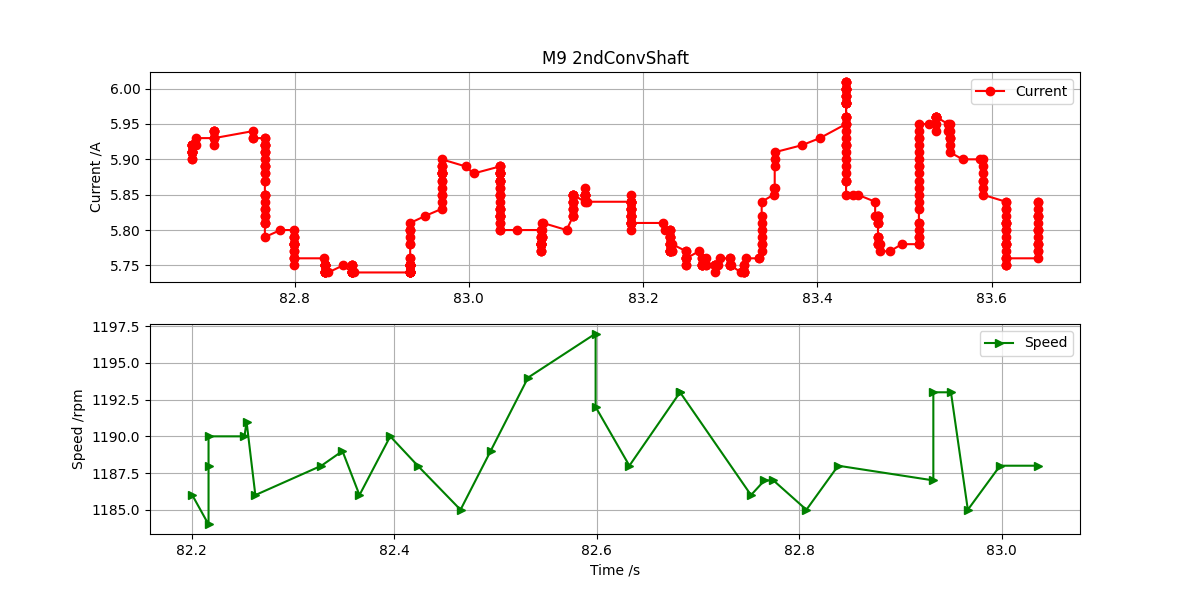 M9 2ndConvShaft
Current /A
6.00
5.95
5.90
5.85
5.80
5.75
Current
82.8 83.0 83.2 83.4 83.6
Speed /rpm
1197.5
1195.0
1192.5
1190.0
1187.5
1185.0
Speed
82.2 82.4 82.6 82.8 83.0
Time /s